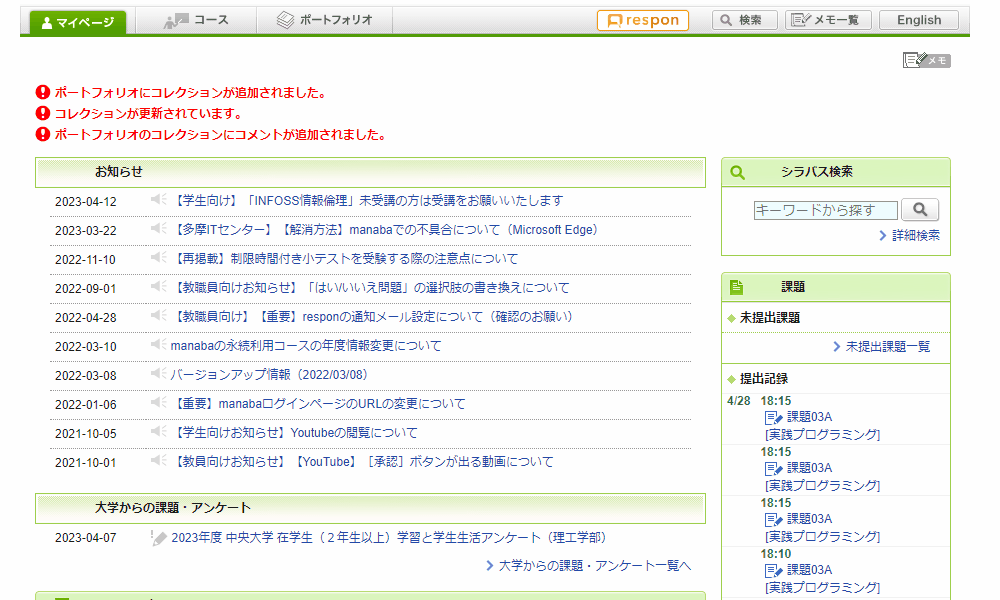 マイページ
コース
ポートフォリオ
respon
検索
メモ一覧
English
メモ
ポートフォリオにコレクションが追加されました。
コレクションが更新されています。
ポートフォリオのコレクションにコメントが追加されました。
お知らせ
2023-04-12 【学生向け】「INFOSS情報倫理」未受講の方は受講をお願いいたします
2023-03-22 【多摩ITセンター】【解消方法】manabaでの不具合について（Microsoft Edge）
2022-11-10 【再掲載】制限時間付き小テストを受験する際の注意点について
2022-09-01 【教職員向けお知らせ】「はい/いいえ問題」の選択肢の書き換えについて
2022-04-28 【教職員向け】【重要】responの通知メール設定について（確認のお願い）
2022-03-10 manabaの永続利用コースの年度情報変更について
2022-03-08 バージョンアップ情報（2022/03/08）
2022-01-06 【重要】manabaログインページのURLの変更について
2021-10-05 【学生向けお知らせ】Youtubeの閲覧について
2021-10-01 【教員向けお知らせ】【YouTube】［承認］ボタンが出る動画について
大学からの課題・アンケート
2023-04-07 2023年度 中央大学 在学生（２年生以上）学習と学生生活アンケート（理工学部）
大学からの課題・アンケート一覧へ
シラバス検索
キーワードから探す
詳細検索
課題
未提出課題
未提出課題一覧
提出記録
4/28 18:15
課題03A
[実践プログラミング]
18:15
課題03A
[実践プログラミング]
18:15
課題03A
[実践プログラミング]
18:10
課題03A
[実践プログラミング]